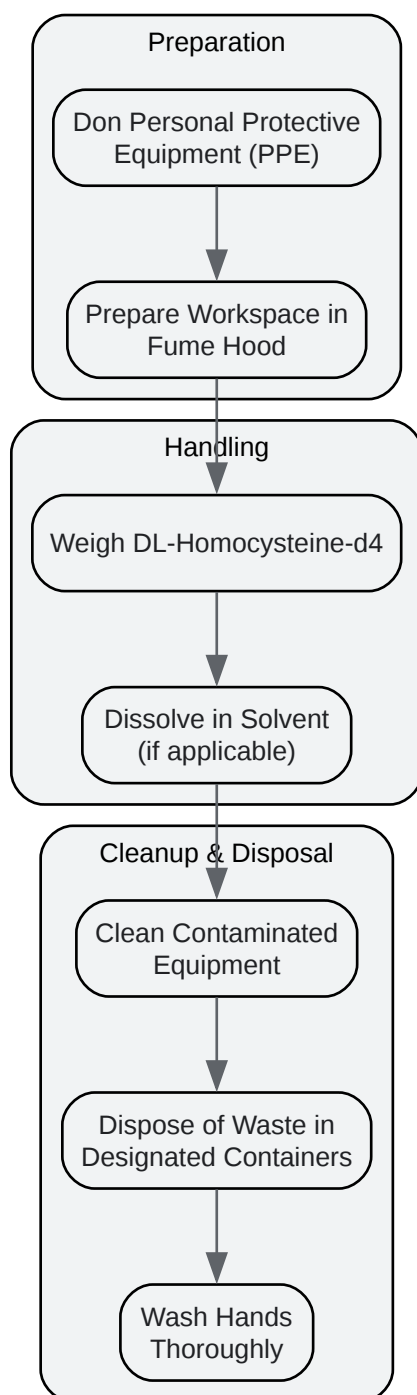 Preparation
Don Personal Protective
Equipment (PPE)
Prepare Workspace in
Fume Hood
Handling
Weigh DL-Homocysteine-d4
Dissolve in Solvent
(if applicable)
Cleanup & Disposal
Clean Contaminated
Equipment
Dispose of Waste in
Designated Containers
Wash Hands
Thoroughly